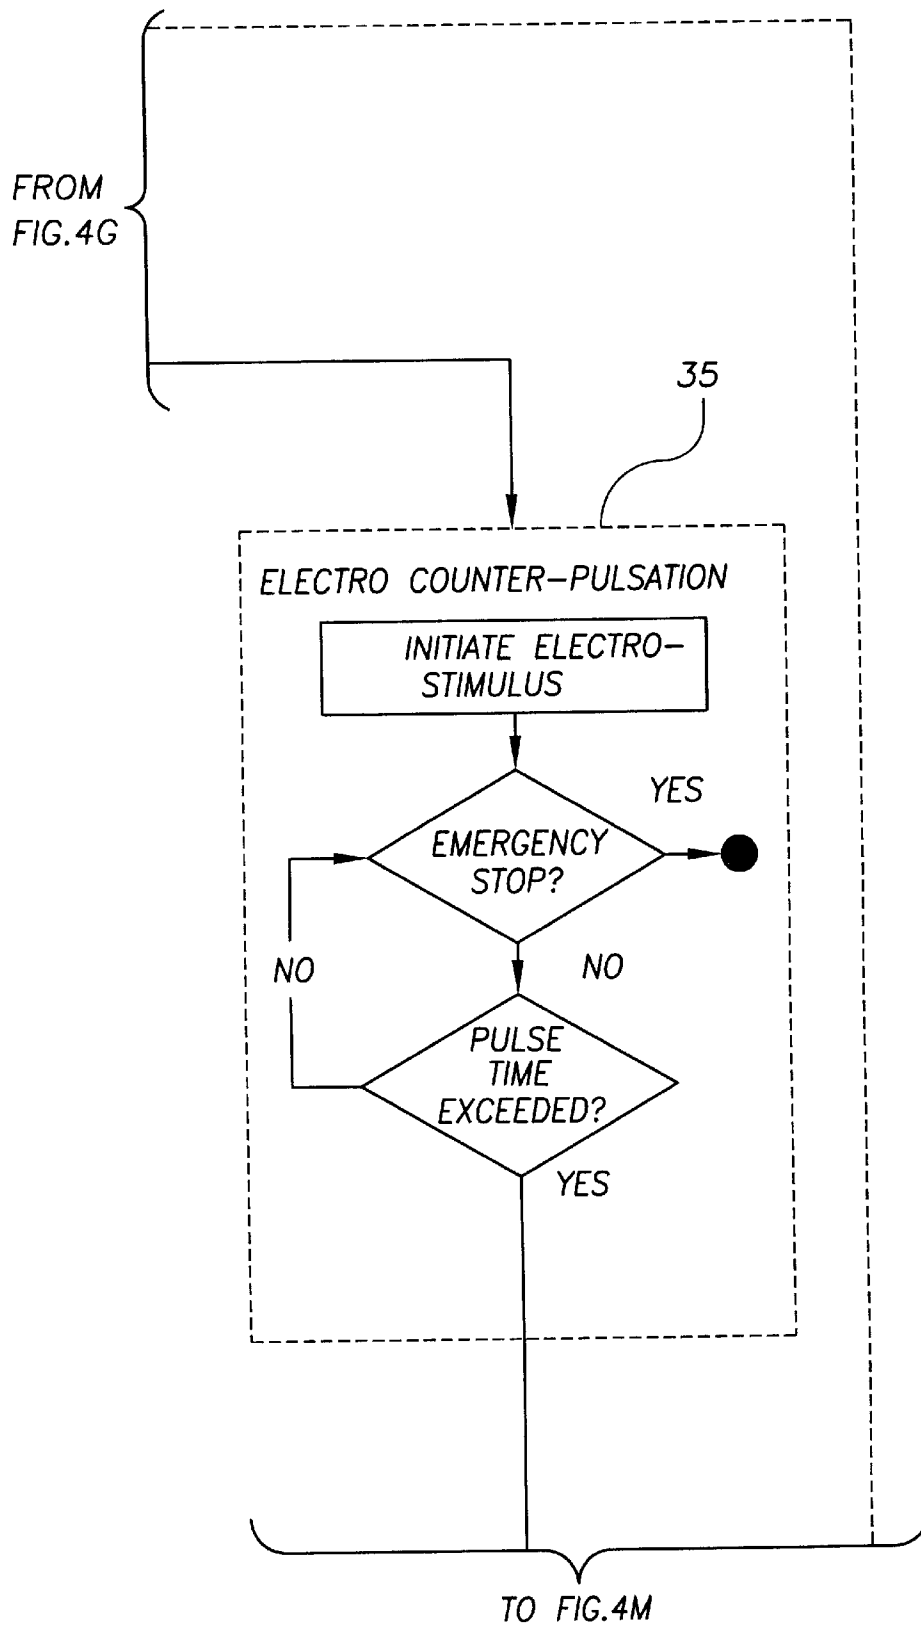 FROM
FIG.4G
35
ELECTRO COUNTER-PULSATION
INITIATE ELECTRO-
STIMULUS
YES
EMERGENCY
STOP?
NO
NO
PULSE
TIME
EXCEEDED?
YES
TO FIG.4M